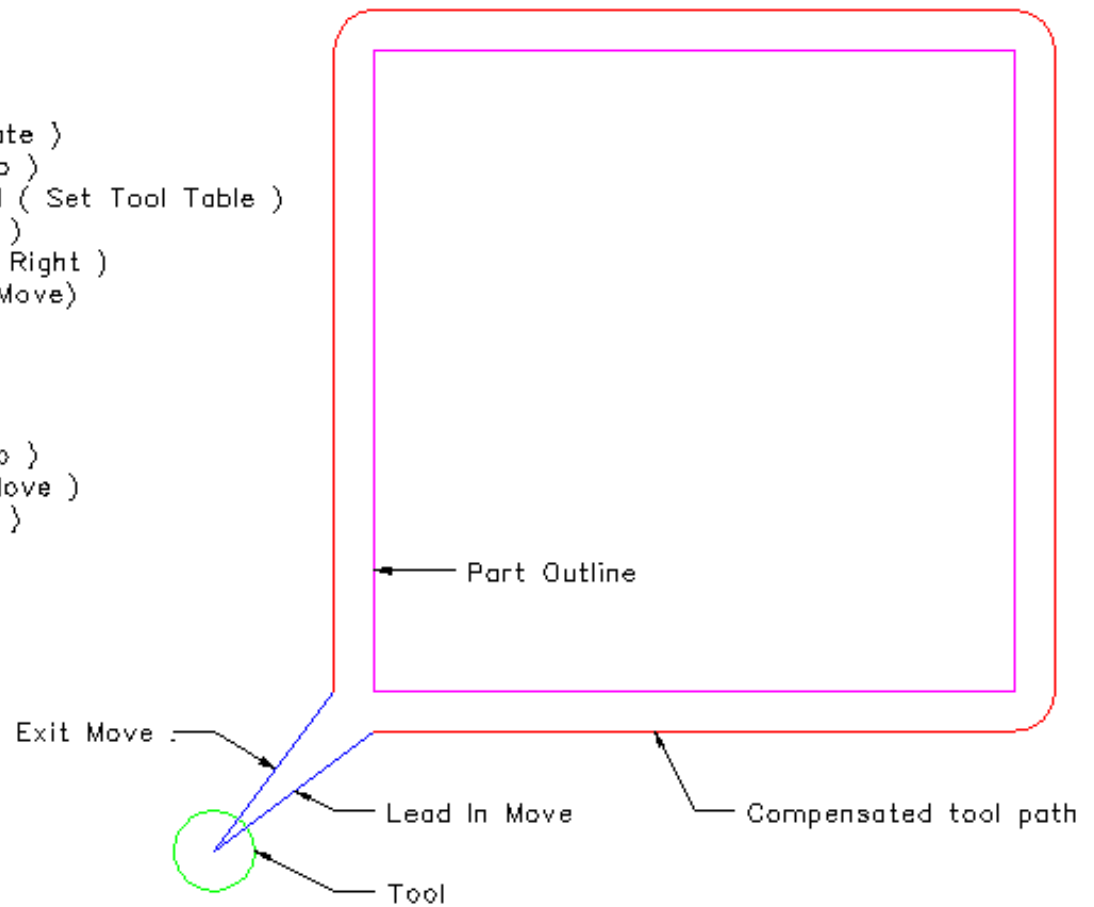 ate )
o )
( Set Tool Table )
)
Right )
Move)
o )
Move )
)
Part Outline
Exit Move
Lead In Move
Compensated tool path
Tool